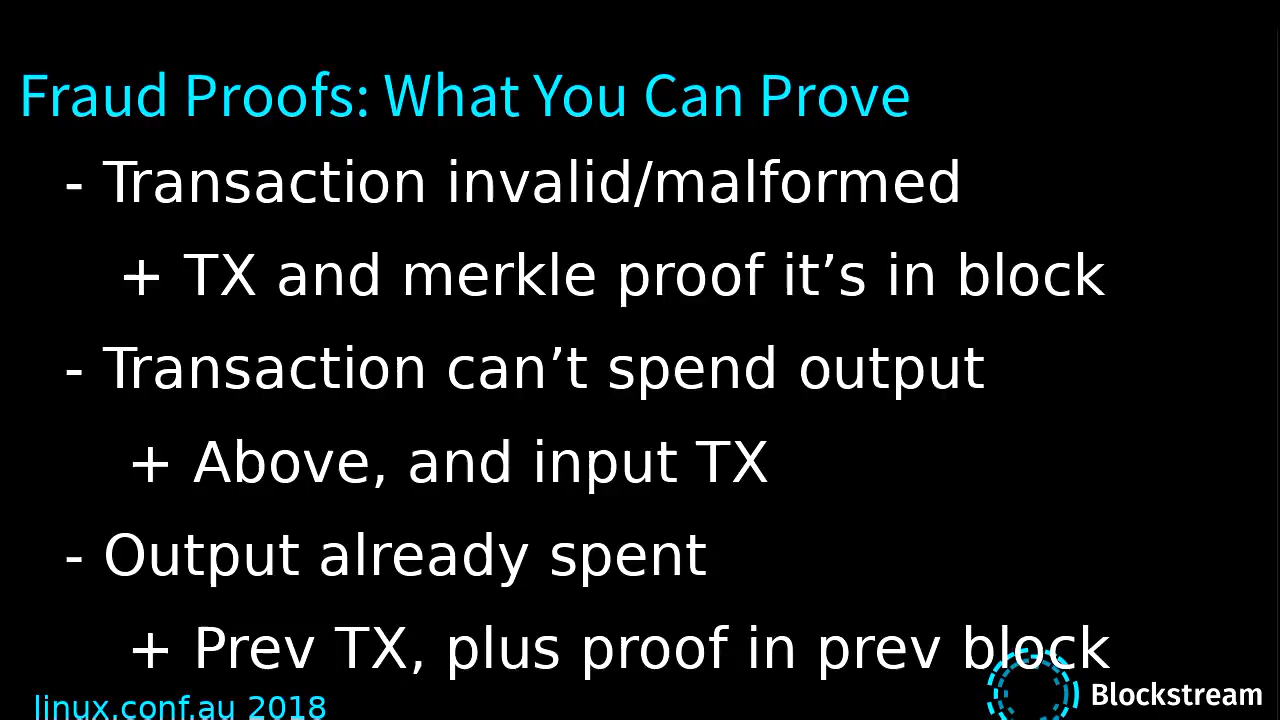 Fraud Proofs: What You Can Prove
- Transaction invalid/malformed
+ TX and merkle proof it’s in block
- Transaction can’t spend output
+ Above, and input TX
- Output already spent
+ Prev TX, plus proof in prev block
linux.conf.au 2018
Blockstream